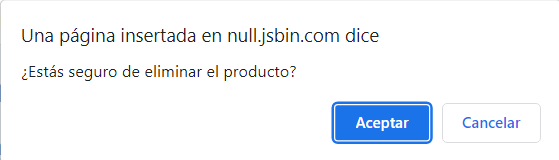 Una página insertada en null.jsbin.com dice
¿Estás seguro de eliminar el producto?
Aceptar
Cancelar